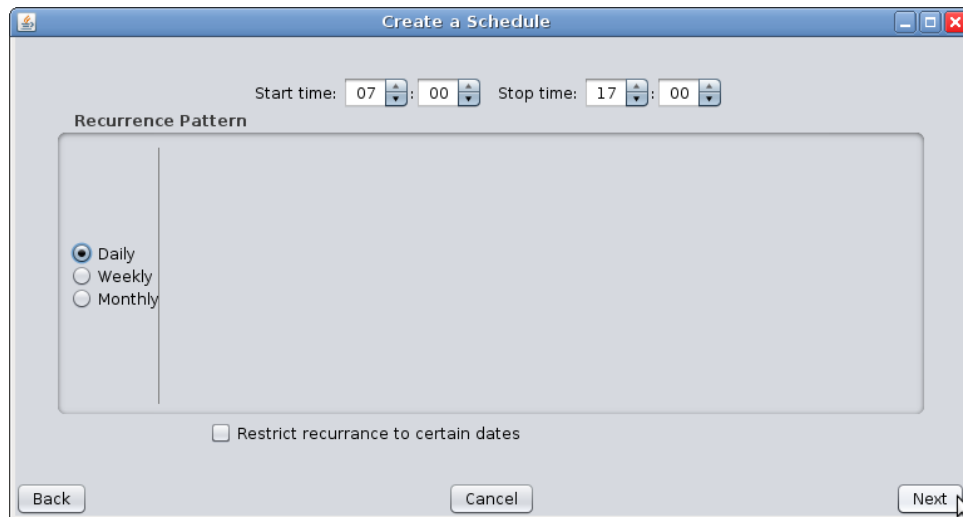 Create a Schedule
Start time: 07 : 00 Stop time: 17 : 00
Recurrence Pattern
Daily
Weekly
Monthly
Restrict recurrance to certain dates
Back Cancel Next